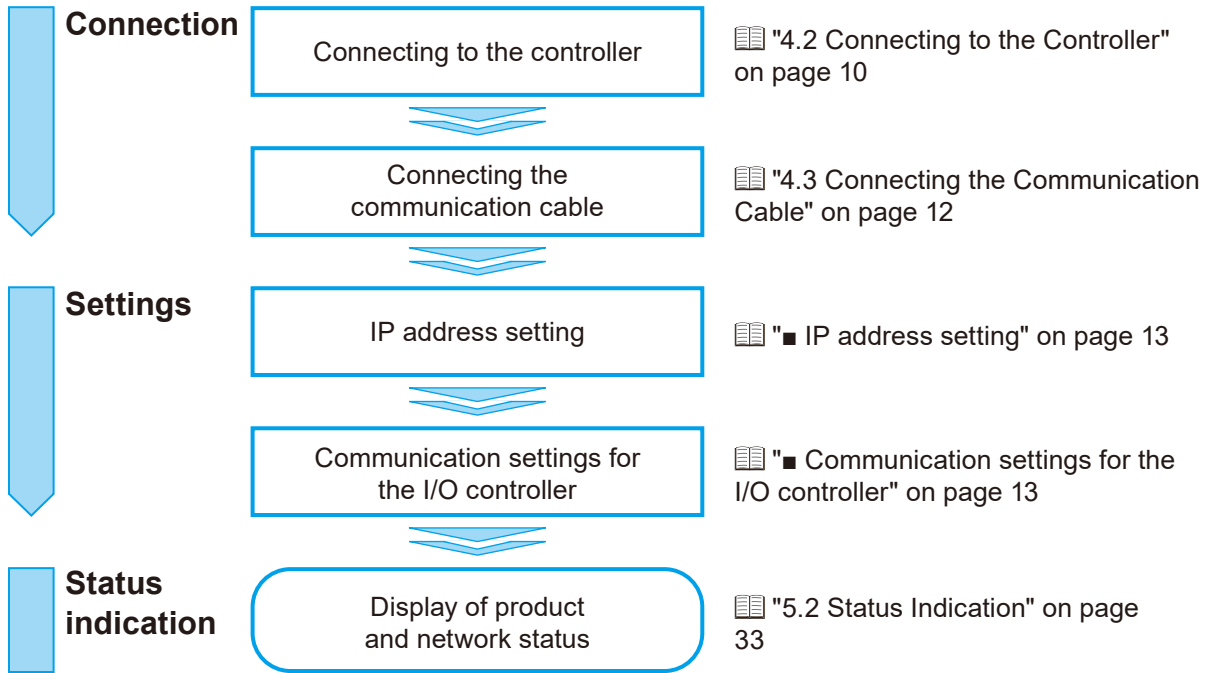 Connection
Connecting to the controller
"4.2 Connecting to the Controller"
on page 10
Connecting the
communication cable
"4.3 Connecting the Communication
Cable" on page 12
Settings
IP address setting
"■ IP address setting" on page 13
Communication settings for
the I/O controller
"■ Communication settings for the
I/O controller" on page 13
Status
indication
Display of product
and network status
"5.2 Status Indication" on page
33